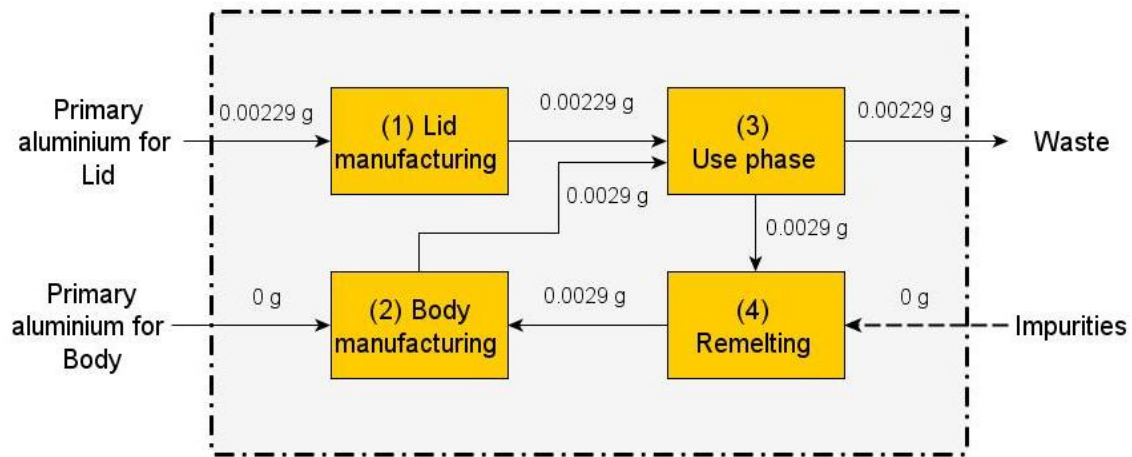 Primary
aluminium for
Lid
0.00229 g
(1) Lid
manufacturing
0.00229 g
(3)
Use phase
0.00229 g
Waste
0.0029 g
0.0029 g
Primary
aluminium for
Body
0 g
(2) Body
manufacturing
0.0029 g
(4)
Remelting
0 g
Impurities